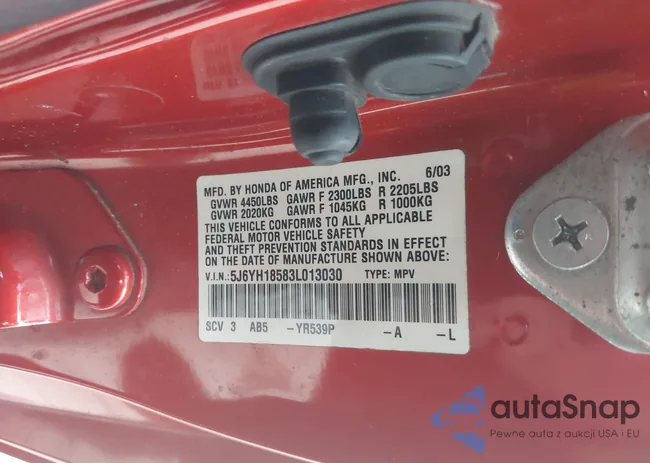 MFD. BY HONDA OF AMERICA MFG., INC. 6/03
GVWR 4450LBS GAWR F 2300LBS R 2205LBS
GVWR 2020KG GAWR F 1045KG R 1000KG
THIS VEHICLE CONFORMS TO ALL APPLICABLE
FEDERAL MOTOR VEHICLE SAFETY
AND THEFT PREVENTION STANDARDS IN EFFECT
ON THE DATE OF MANUFACTURE SHOWN ABOVE:
V.I.N.: 5J6YH18583L013030 TYPE: MPV
SCV 3 AB5 -YR539P -A -L
autaSnap
Pewne auta z aukcji USA i EU